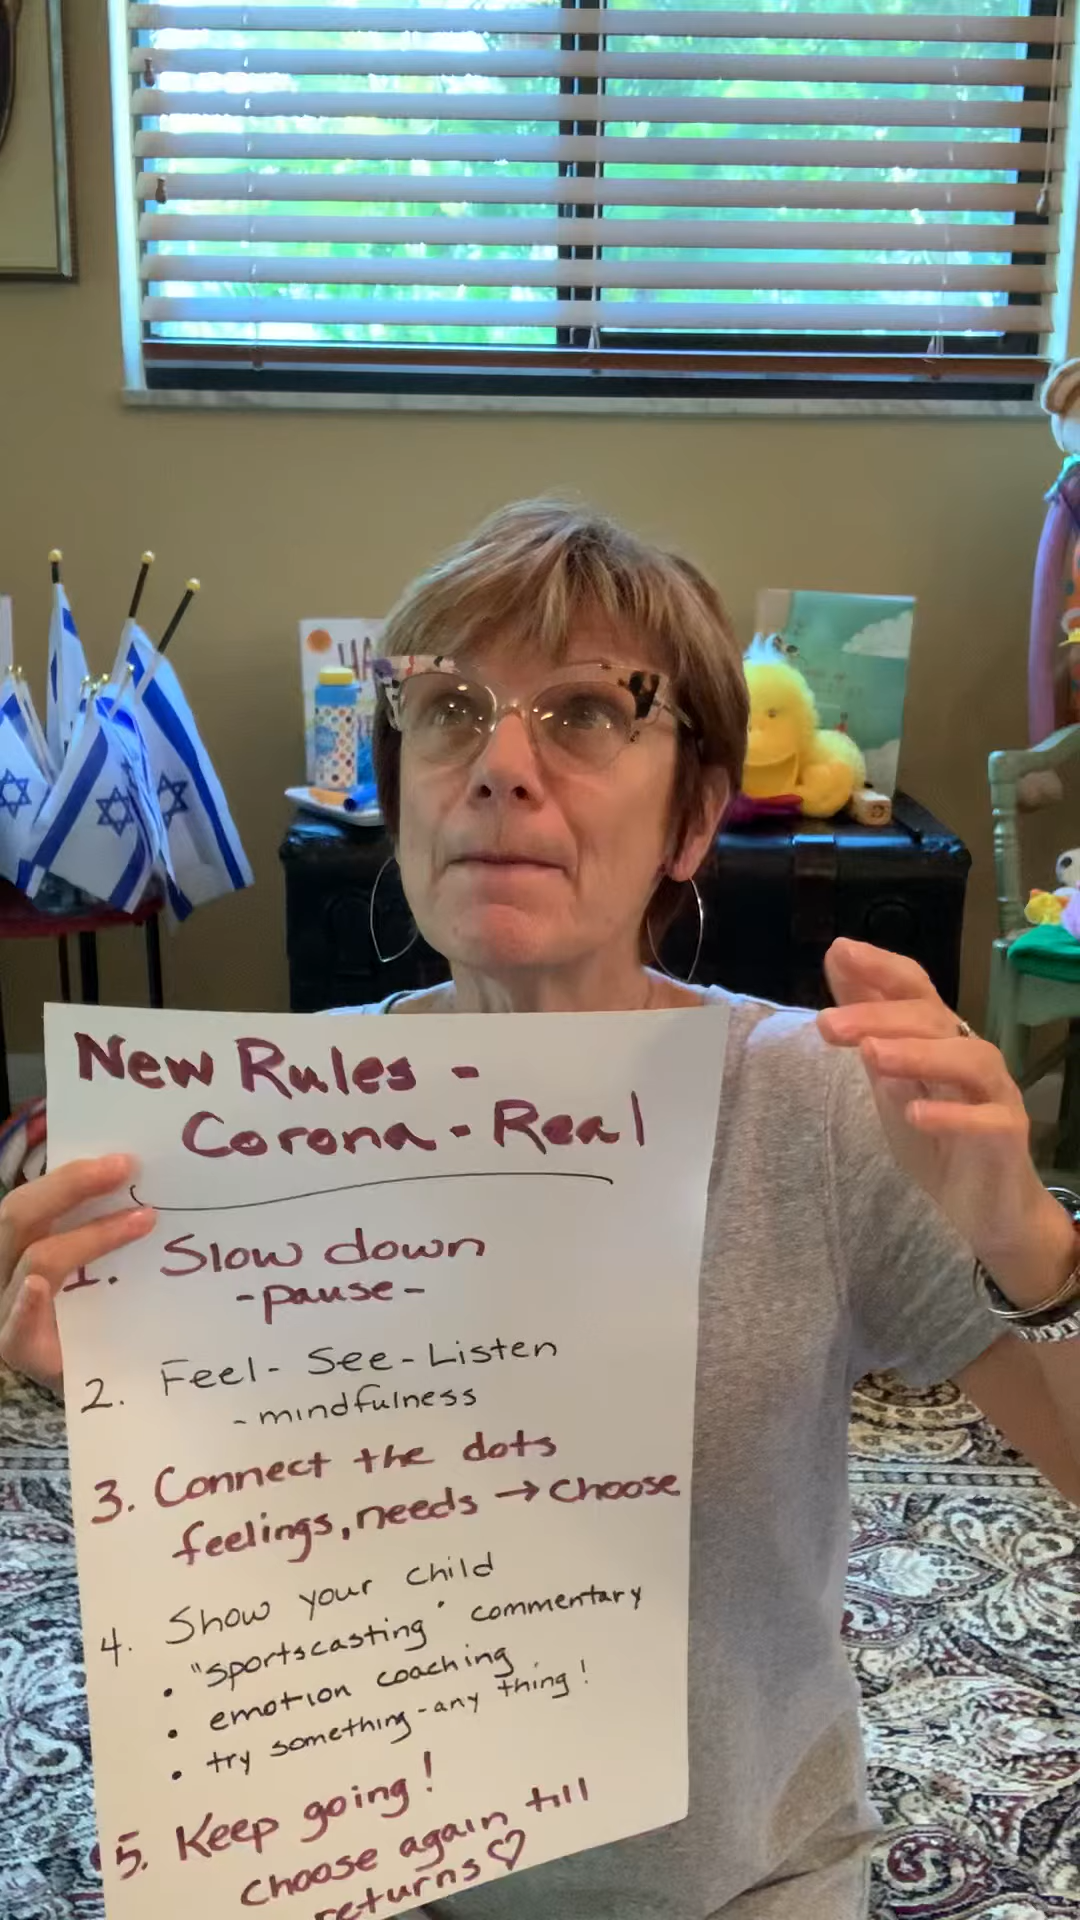 New Rules -
Corona - Real
1. Slow down
- pause -
2. Feel - See - Listen
- mindfulness
3. Connect the dots
feelings, needs → choose
4. Show your child
• "sportscasting" commentary
• emotion coaching
• try something - any thing!
5. Keep going!
choose again till
returns ♡